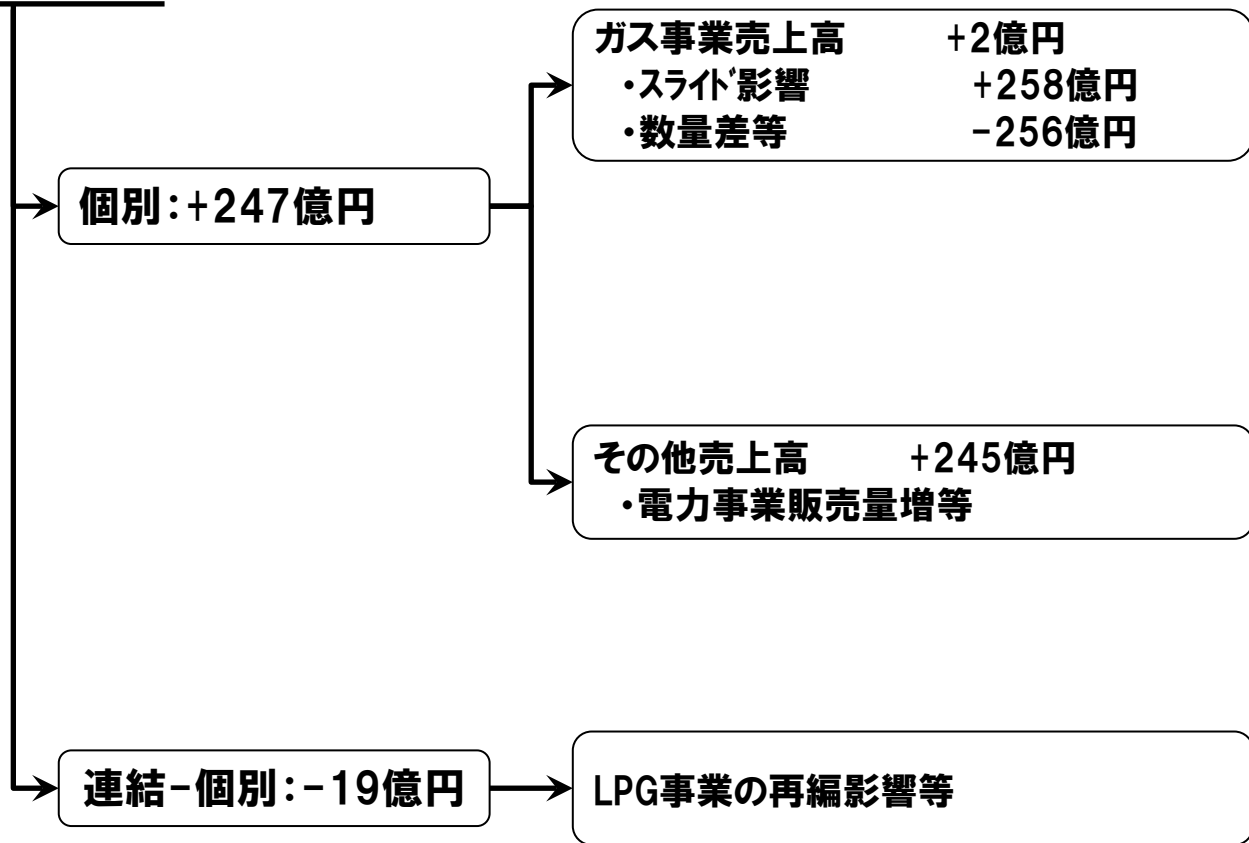 ガス事業売上高 +2億円
・スライド影響 +258億円
・数量差等 -256億円
個別:+247億円
その他売上高 +245億円
・電力事業販売量増等
連結-個別:-19億円
LPG事業の再編影響等